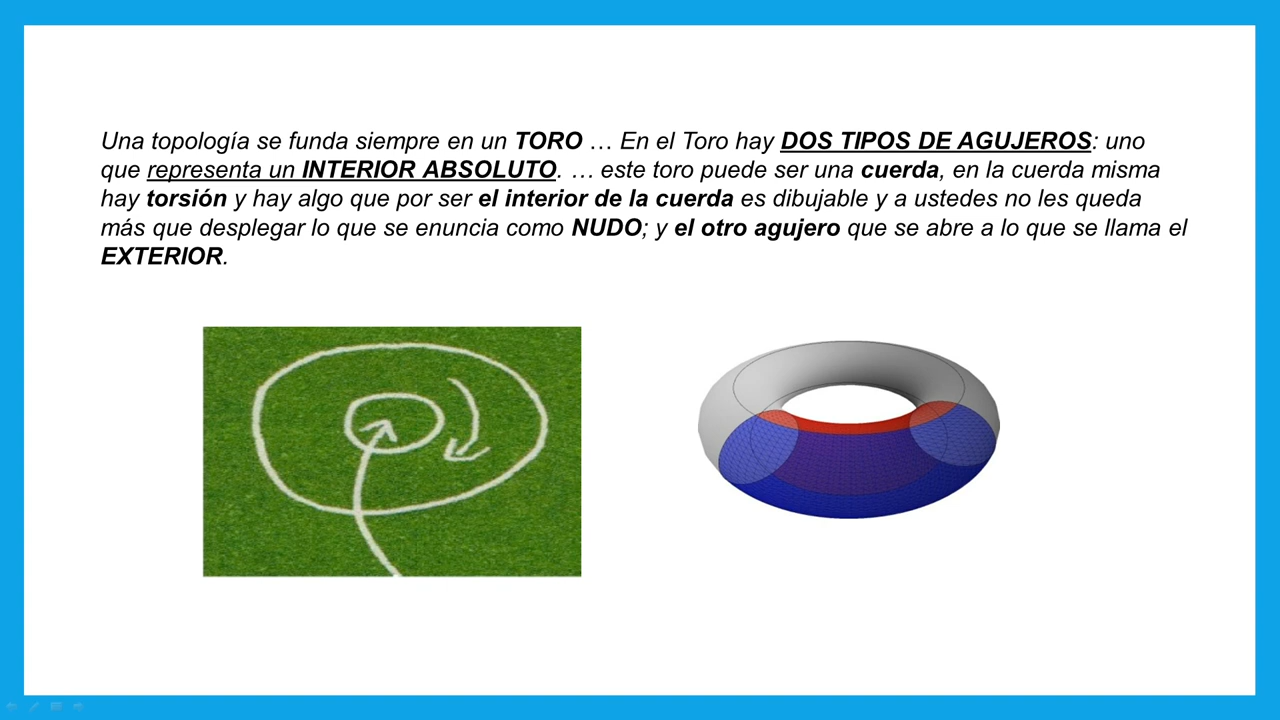 Una topología se funda siempre en un TORO … En el Toro hay DOS TIPOS DE AGUJEROS: uno
que representa un INTERIOR ABSOLUTO. … este toro puede ser una cuerda, en la cuerda misma
hay torsión y hay algo que por ser el interior de la cuerda es dibujable y a ustedes no les queda
más que desplegar lo que se enuncia como NUDO; y el otro agujero que se abre a lo que se llama el
EXTERIOR.